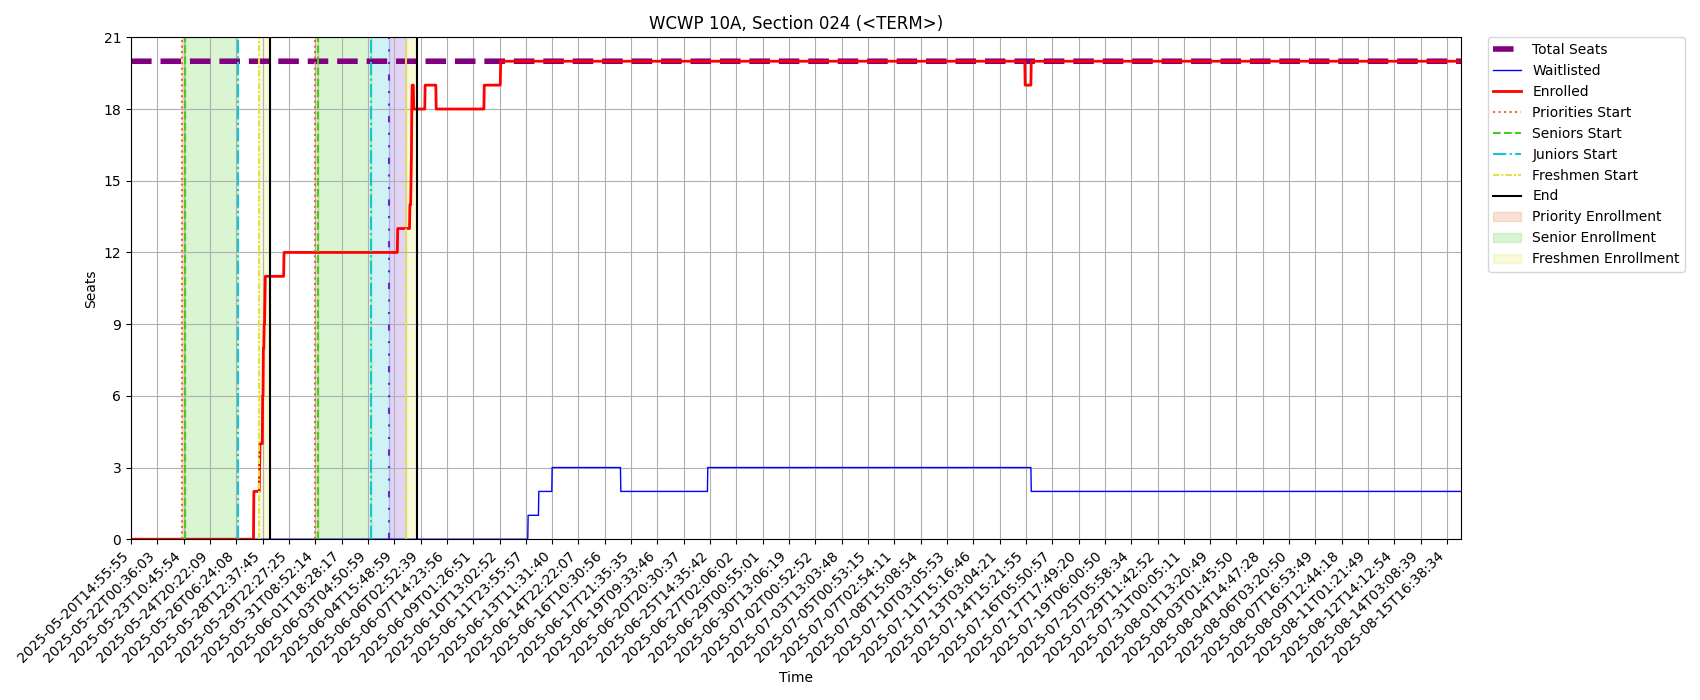 WCWP 10A, Section 024 (<TERM>)
21
18
15
12
9
6
3
0
Seats
Total Seats
Waitlisted
Enrolled
Priorities Start
Seniors Start
Juniors Start
Freshmen Start
End
Priority Enrollment
Senior Enrollment
Freshmen Enrollment
2025-05-20T14:55:55
2025-05-22T00:36:03
2025-05-23T10:45:54
2025-05-24T20:22:09
2025-05-26T06:24:08
2025-05-28T12:37:45
2025-05-29T22:27:25
2025-05-31T08:52:14
2025-06-01T18:28:17
2025-06-03T04:50:59
2025-06-04T15:48:59
2025-06-06T02:52:39
2025-06-07T14:23:56
2025-06-09T01:26:51
2025-06-10T13:02:52
2025-06-11T23:55:57
2025-06-13T11:31:40
2025-06-14T22:22:07
2025-06-16T10:30:56
2025-06-17T21:35:35
2025-06-19T09:33:46
2025-06-20T20:30:37
2025-06-25T14:35:42
2025-06-27T02:06:02
2025-06-29T00:55:01
2025-06-30T13:06:19
2025-07-02T00:52:52
2025-07-03T13:03:48
2025-07-05T00:53:15
2025-07-07T02:54:11
2025-07-08T15:08:54
2025-07-10T03:05:53
2025-07-11T15:16:46
2025-07-13T03:04:21
2025-07-14T15:21:55
2025-07-16T05:50:57
2025-07-17T17:49:20
2025-07-19T06:00:50
2025-07-25T05:58:34
2025-07-29T11:42:52
2025-07-31T00:05:11
2025-08-01T13:20:49
2025-08-03T01:45:50
2025-08-04T14:47:28
2025-08-06T03:20:50
2025-08-07T16:53:49
2025-08-09T12:44:18
2025-08-11T01:21:49
2025-08-12T14:12:54
2025-08-14T03:08:39
2025-08-15T16:38:34
Time